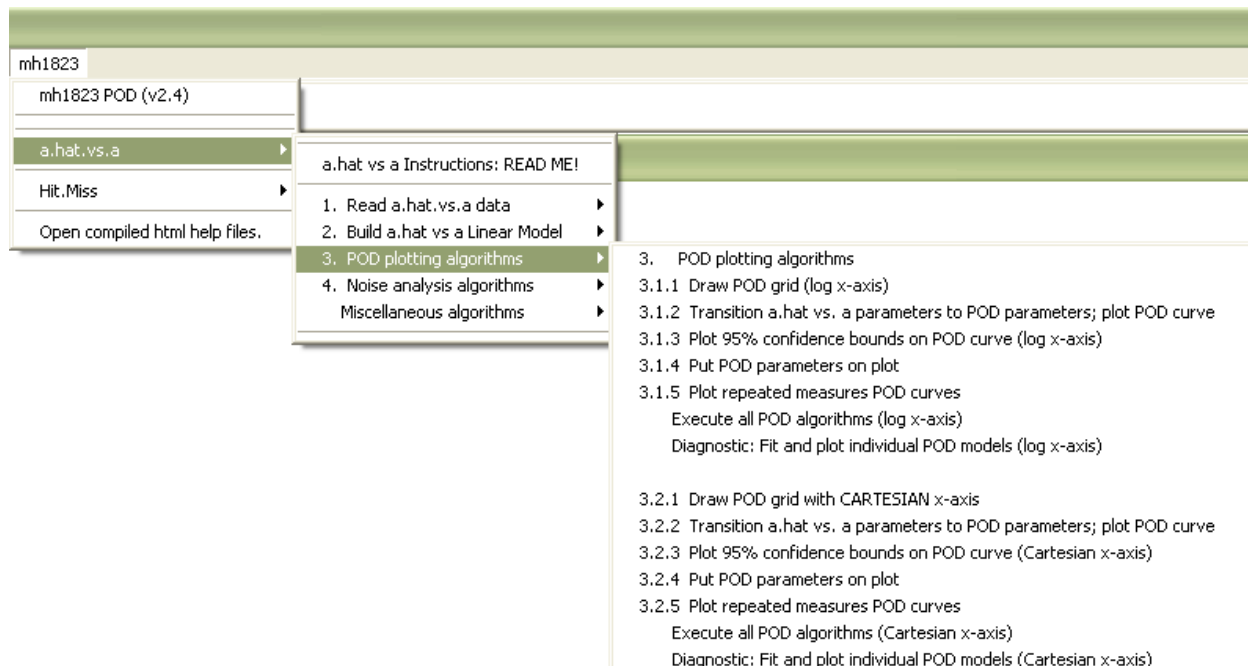 mh1823
mh1823 POD (v2.4)
a.hat.vs.a
Hit.Miss
Open compiled html help files.
a.hat vs a Instructions: READ ME!
1. Read a.hat.vs.a data
2. Build a.hat vs a Linear Model
3. POD plotting algorithms
4. Noise analysis algorithms
Miscellaneous algorithms
3. POD plotting algorithms
3.1.1 Draw POD grid (log x-axis)
3.1.2 Transition a.hat vs. a parameters to POD parameters; plot POD curve
3.1.3 Plot 95% confidence bounds on POD curve (log x-axis)
3.1.4 Put POD parameters on plot
3.1.5 Plot repeated measures POD curves
Execute all POD algorithms (log x-axis)
Diagnostic: Fit and plot individual POD models (log x-axis)
3.2.1 Draw POD grid with CARTESIAN x-axis
3.2.2 Transition a.hat vs. a parameters to POD parameters; plot POD curve
3.2.3 Plot 95% confidence bounds on POD curve (Cartesian x-axis)
3.2.4 Put POD parameters on plot
3.2.5 Plot repeated measures POD curves
Execute all POD algorithms (Cartesian x-axis)
Diagnostic: Fit and plot individual POD models (Cartesian x-axis)